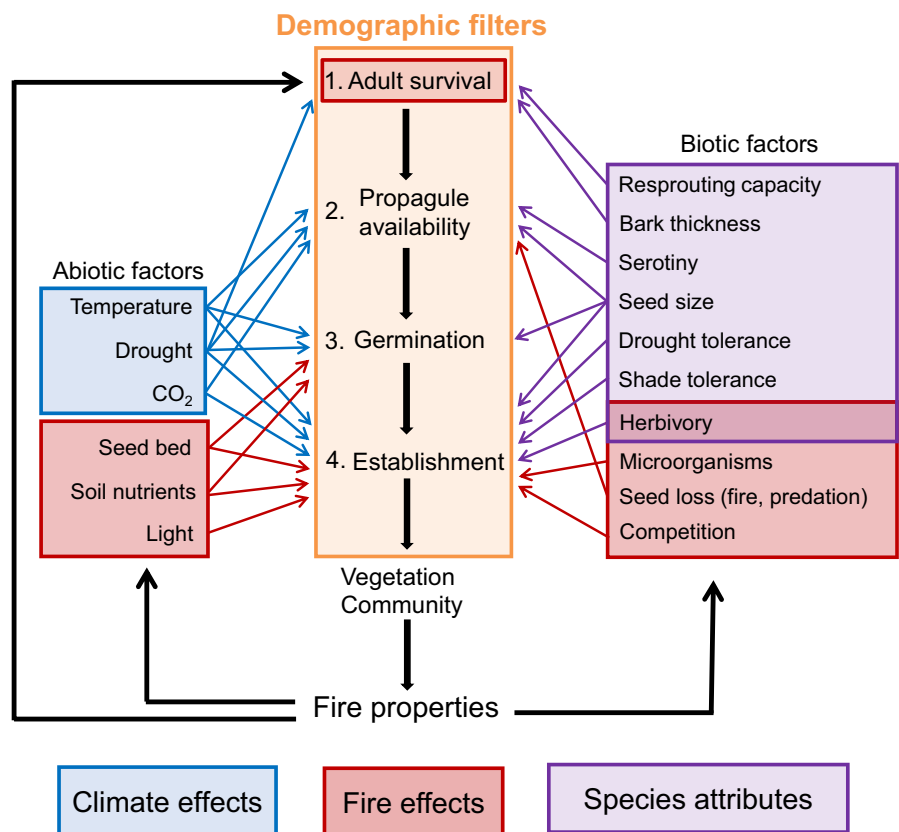 Demographic filters
1. Adult survival
2. Propagule
availability
3. Germination
4. Establishment
Vegetation
Community
Fire properties
Abiotic factors
Temperature
Drought
CO₂
Seed bed
Soil nutrients
Light
Biotic factors
Resprouting capacity
Bark thickness
Serotiny
Seed size
Drought tolerance
Shade tolerance
Herbivory
Microorganisms
Seed loss (fire, predation)
Competition
Climate effects
Fire effects
Species attributes